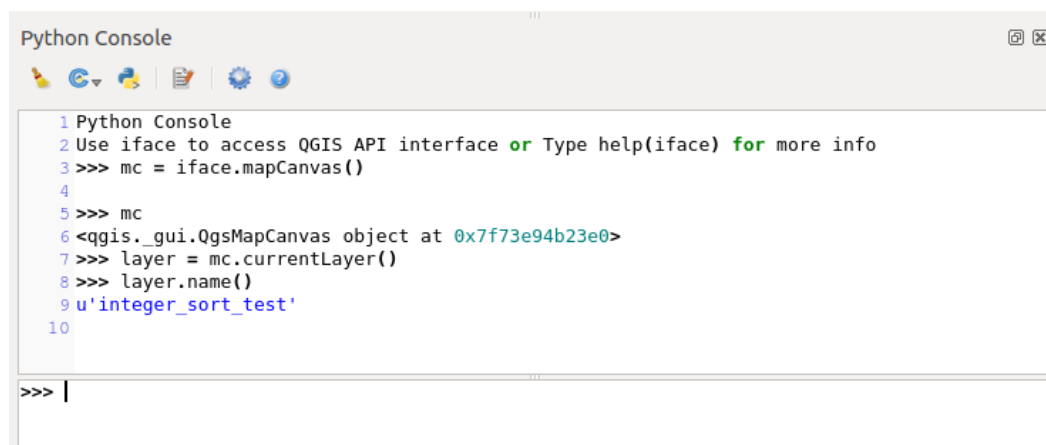 Python Console
1 Python Console
2 Use iface to access QGIS API interface or Type help(iface) for more info
3 >>> mc = iface.mapCanvas()
4
5 >>> mc
6 <qgis._gui.QgsMapCanvas object at 0x7f73e94b23e0>
7 >>> layer = mc.currentLayer()
8 >>> layer.name()
9 u'integer_sort_test'
10
>>>